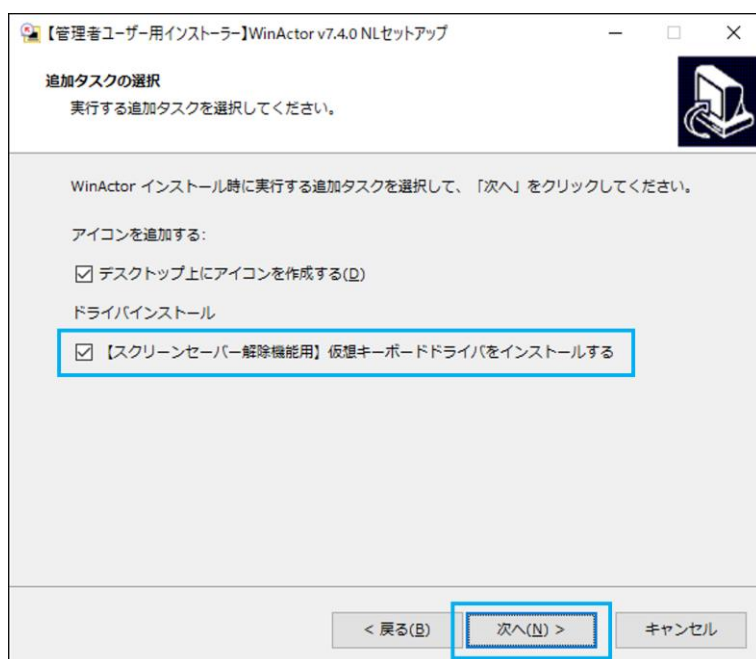 【管理者ユーザー用インストーラー】WinActor v7.4.0 NLセットアップ
追加タスクの選択
実行する追加タスクを選択してください。
WinActor インストール時に実行する追加タスクを選択して、「次へ」をクリックしてください。
アイコンを追加する:
デスクトップ上にアイコンを作成する(D)
ドライバインストール
【スクリーンセーバー解除機能用】仮想キーボードドライバをインストールする
< 戻る(B)
次へ(N) >
キャンセル